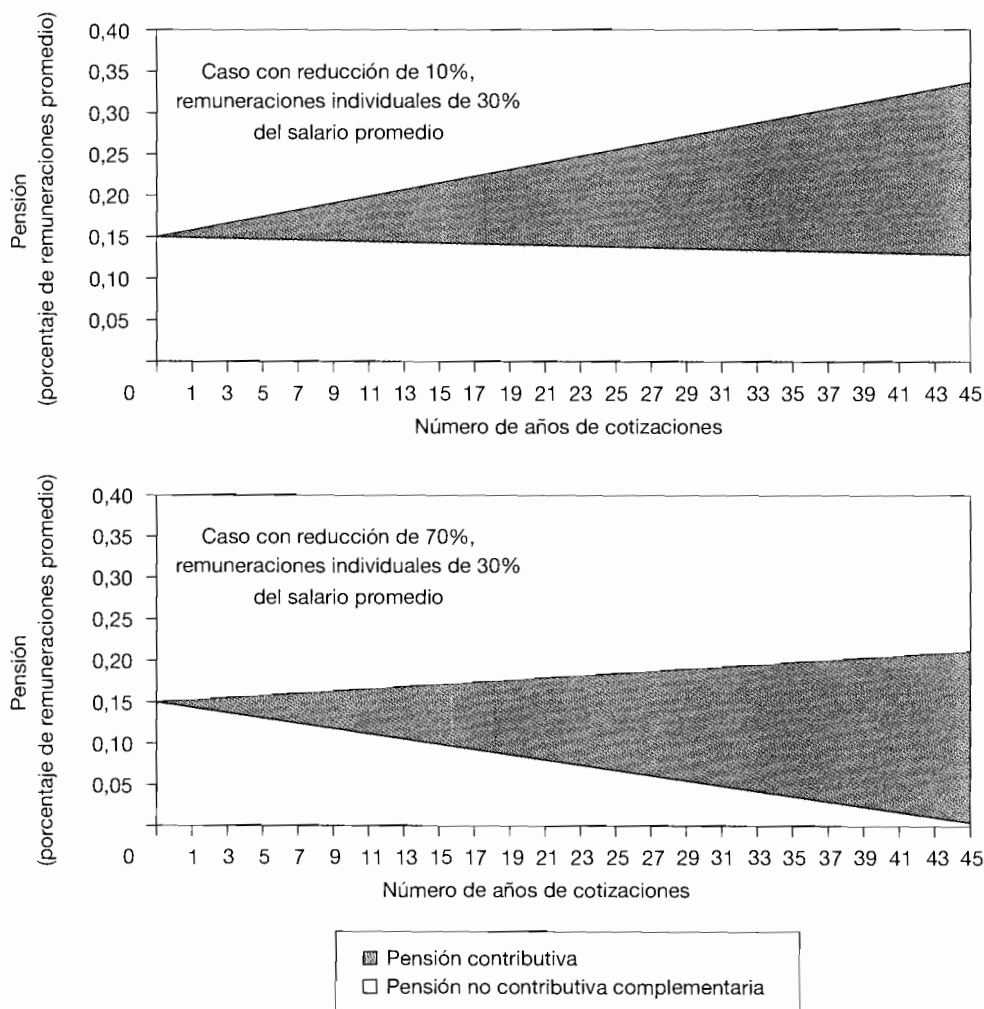 0,40
0,35
0,30
0,25
0,20
0,15
0,10
0,05
Pensión
(porcentaje de remuneraciones promedio)
Caso con reducción de 10%,
remuneraciones individuales de 30%
del salario promedio
0 1 3 5 7 9 11 13 15 17 19 21 23 25 27 29 31 33 35 37 39 41 43 45
Número de años de cotizaciones
0,40
0,35
0,30
0,25
0,20
0,15
0,10
0,05
Pensión
(porcentaje de remuneraciones promedio)
Caso con reducción de 70%,
remuneraciones individuales de 30%
del salario promedio
0 1 3 5 7 9 11 13 15 17 19 21 23 25 27 29 31 33 35 37 39 41 43 45
Número de años de cotizaciones
Pensión contributiva
Pensión no contributiva complementaria